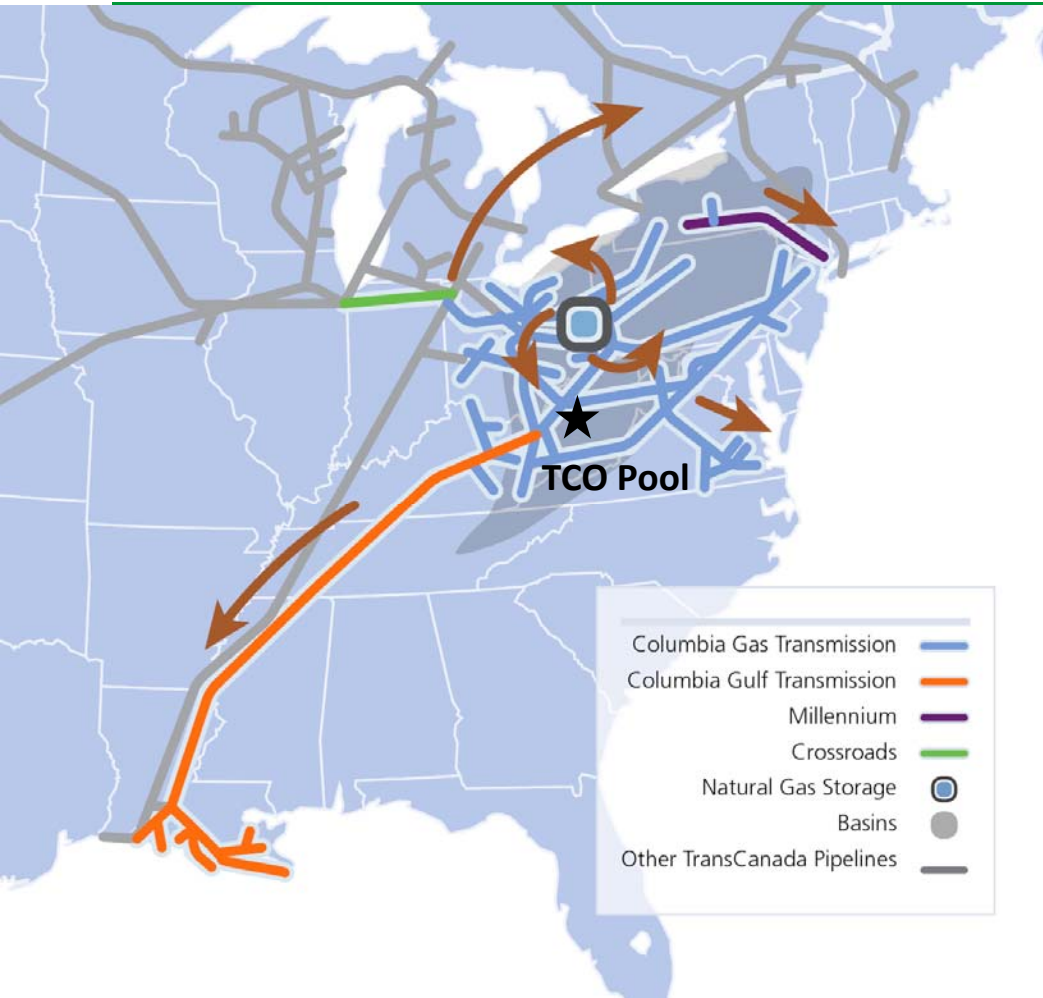 TCO Pool
Columbia Gas Transmission
Columbia Gulf Transmission
Millennium
Crossroads
Natural Gas Storage
Basins
Other TransCanada Pipelines